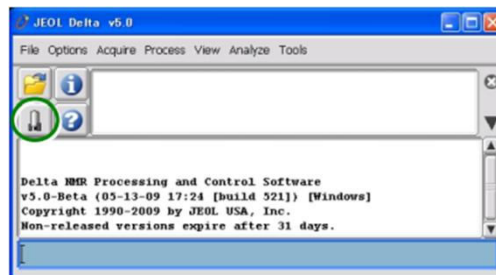 JEOL Delta v5.0
File Options Acquire Process View Analyze Tools
Delta NMR Processing and Control Software
v5.0-Beta (05-13-09 17:24 [build 521]) [Windows]
Copyright 1990-2009 by JEOL USA, Inc.
Non-released versions expire after 31 days.